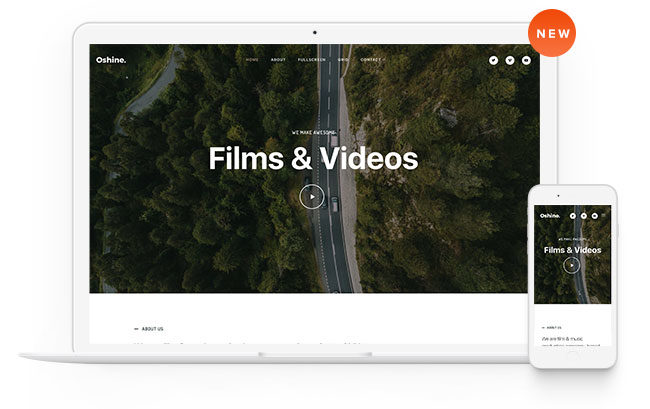 NEW
Oshine.
HOME ABOUT FULLSCREEN GRID CONTACT
WE MAKE AWESOME
Films & Videos
ABOUT US
Oshine.
WE MAKE AWESOME
Films & Videos
ABOUT US
We are film & music